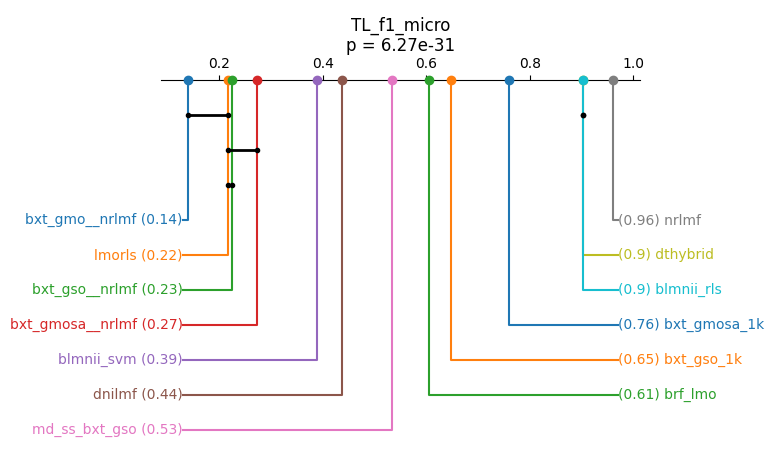 TL_f1_micro
p = 6.27e-31
0.2 0.4 0.6 0.8 1.0
bxt_gmo__nrlmf (0.14)
lmorls (0.22)
bxt_gso__nrlmf (0.23)
bxt_gmosa__nrlmf (0.27)
blmnii_svm (0.39)
dnilmf (0.44)
md_ss_bxt_gso (0.53)
(0.96) nrlmf
(0.9) dthybrid
(0.9) blmnii_rls
(0.76) bxt_gmosa_1k
(0.65) bxt_gso_1k
(0.61) brf_lmo